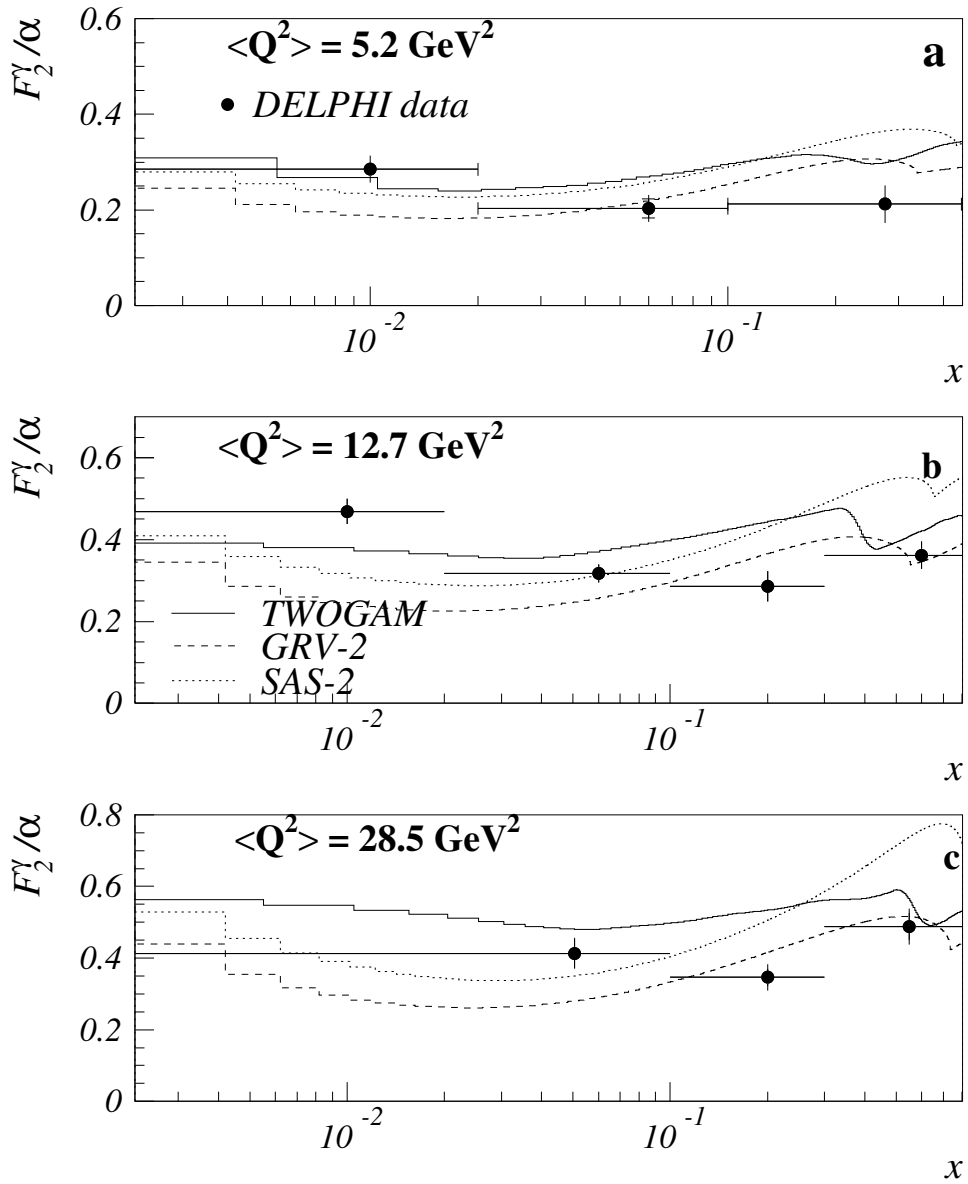 F₂^γ/α
0.6
0.4
0.2
0
<Q²> = 5.2 GeV²
a
DELPHI data
10⁻²
10⁻¹
x
F₂^γ/α
0.6
0.4
0.2
0
<Q²> = 12.7 GeV²
b
TWOGAM
GRV-2
SAS-2
10⁻²
10⁻¹
x
F₂^γ/α
0.8
0.6
0.4
0.2
0
<Q²> = 28.5 GeV²
c
10⁻²
10⁻¹
x